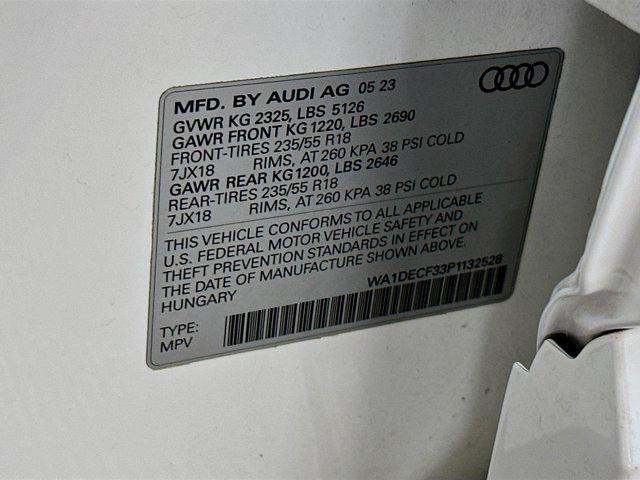 MFD. BY AUDI AG 05 23
GVWR KG 2325, LBS 5126
GAWR FRONT KG 1220, LBS 2690
FRONT-TIRES 235/55 R18
7JX18 RIMS, AT 260 KPA 38 PSI COLD
GAWR REAR KG 1200, LBS 2646
REAR-TIRES 235/55 R18
7JX18 RIMS, AT 260 KPA 38 PSI COLD
THIS VEHICLE CONFORMS TO ALL APPLICABLE
U.S. FEDERAL MOTOR VEHICLE SAFETY AND
THEFT PREVENTION STANDARDS IN EFFECT ON
THE DATE OF MANUFACTURE SHOWN ABOVE.
HUNGARY
WA1DECF33P1132528
TYPE:
MPV